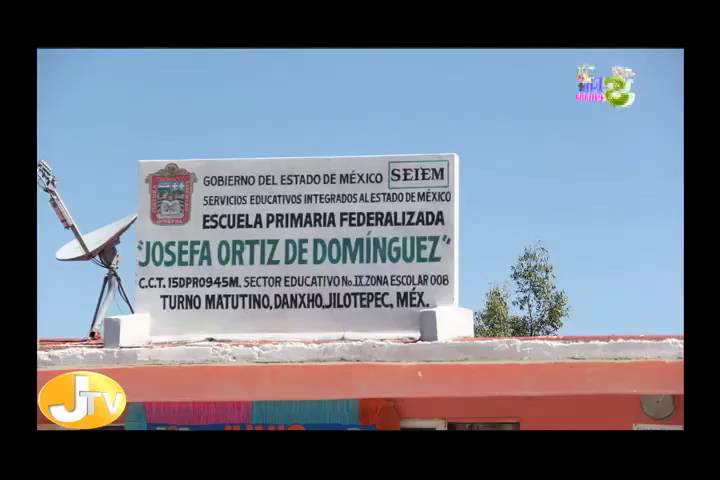 GOBIERNO DEL ESTADO DE MÉXICO
SEIEM
SERVICIOS EDUCATIVOS INTEGRADOS AL ESTADO DE MÉXICO
ESCUELA PRIMARIA FEDERALIZADA
"JOSEFA ORTIZ DE DOMÍNGUEZ"
C.C.T. 15DPR0945M. SECTOR EDUCATIVO No.IX.ZONA ESCOLAR 008
TURNO MATUTINO, DANXHO, JILOTEPEC, MÉX.
JTV